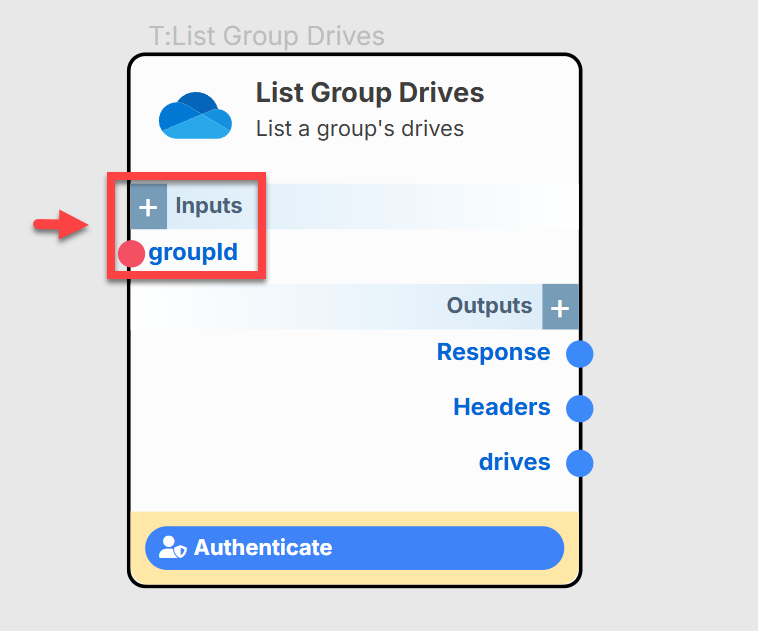 T:List Group Drives
List Group Drives
List a group's drives
+ Inputs
groupId
Outputs +
Response
Headers
drives
Authenticate